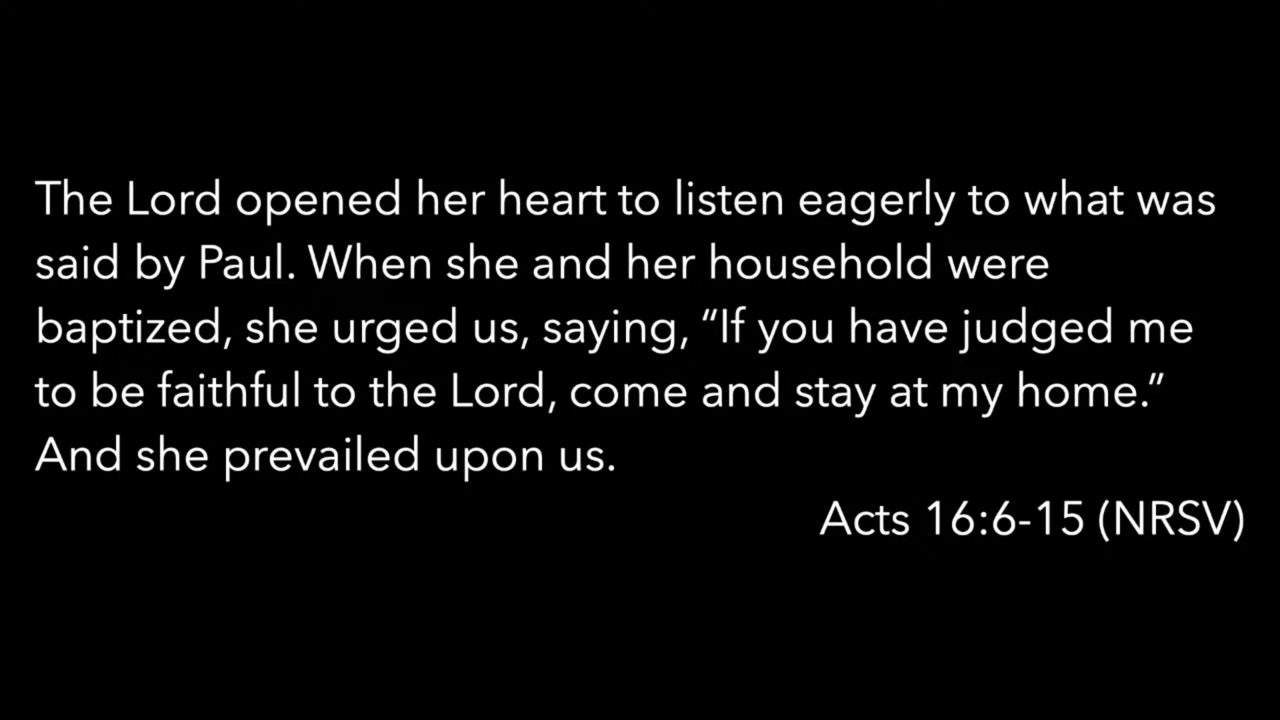 The Lord opened her heart to listen eagerly to what was
said by Paul. When she and her household were
baptized, she urged us, saying, “If you have judged me
to be faithful to the Lord, come and stay at my home.”
And she prevailed upon us.
Acts 16:6-15 (NRSV)